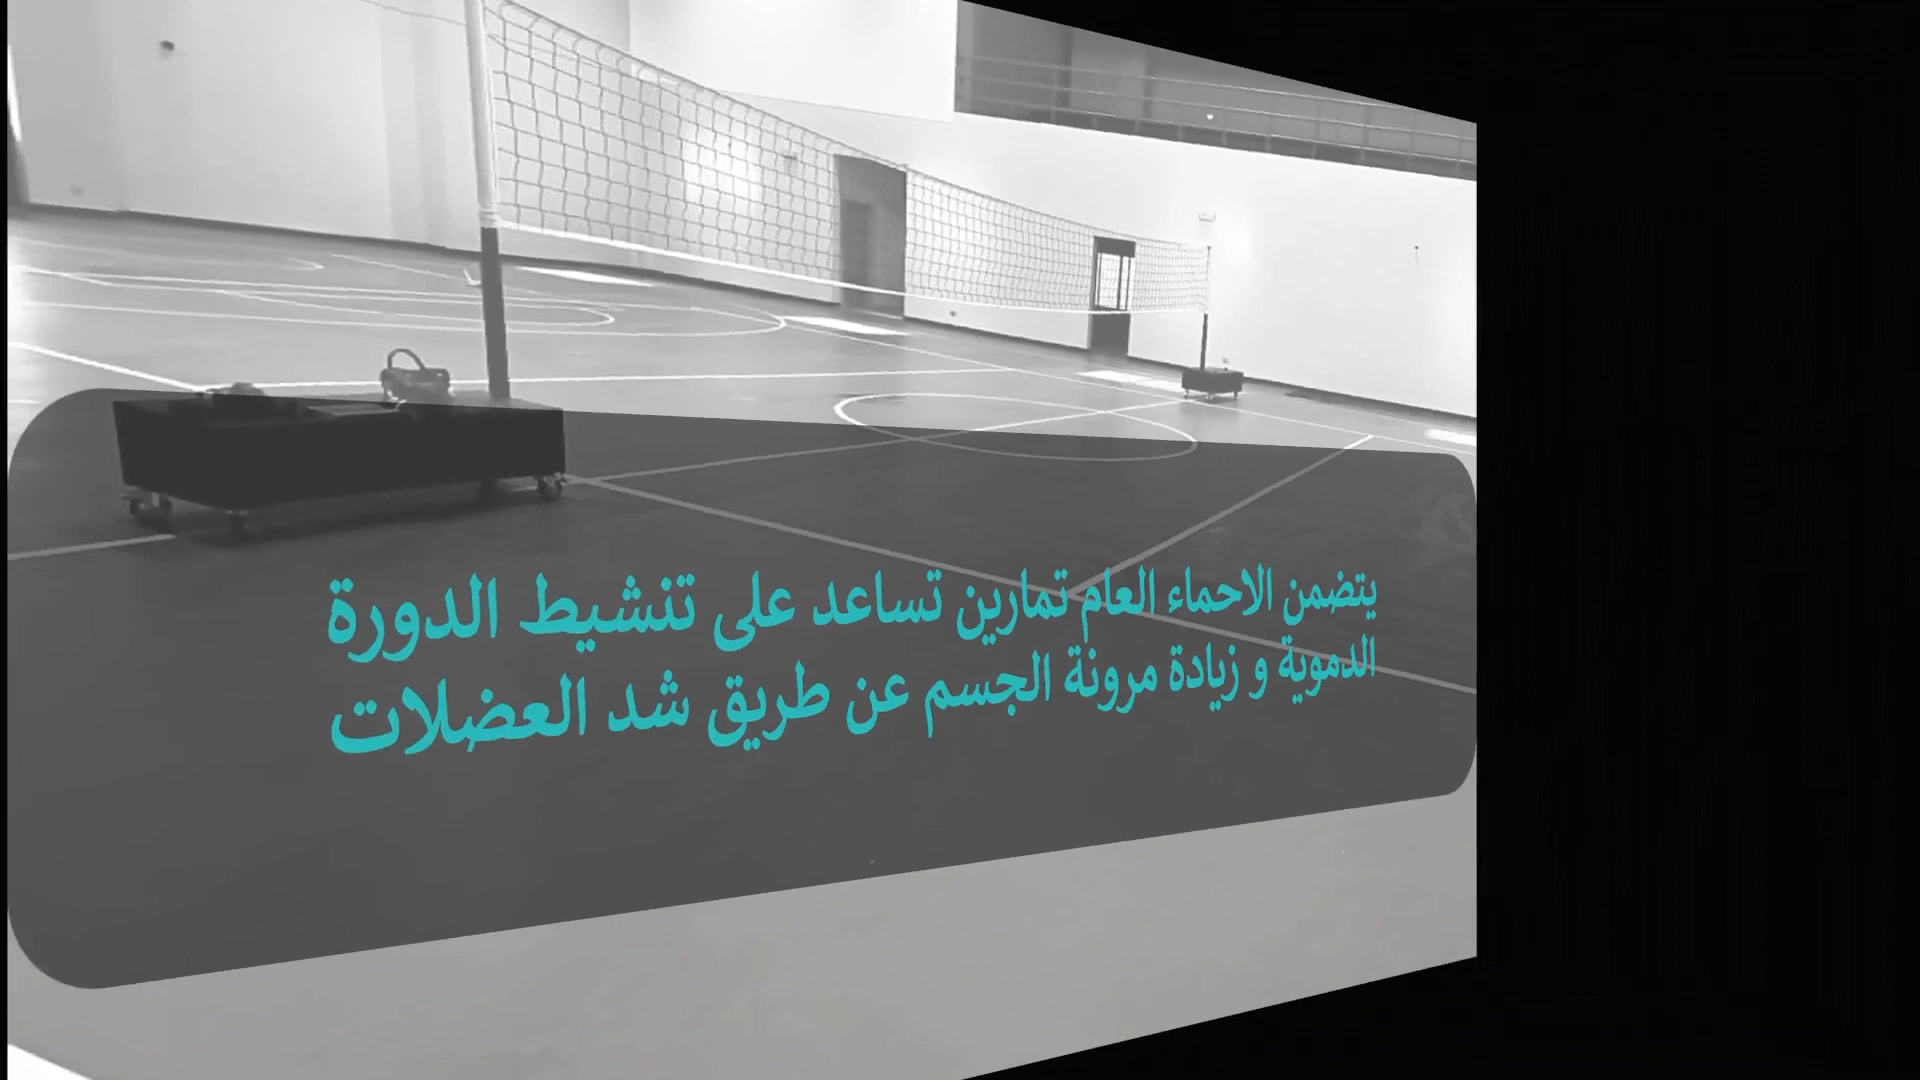 يتضمن الاحماء العام تمارين تساعد على تنشيط الدورة
الدموية و زيادة مرونة الجسم عن طريق شد العضلات